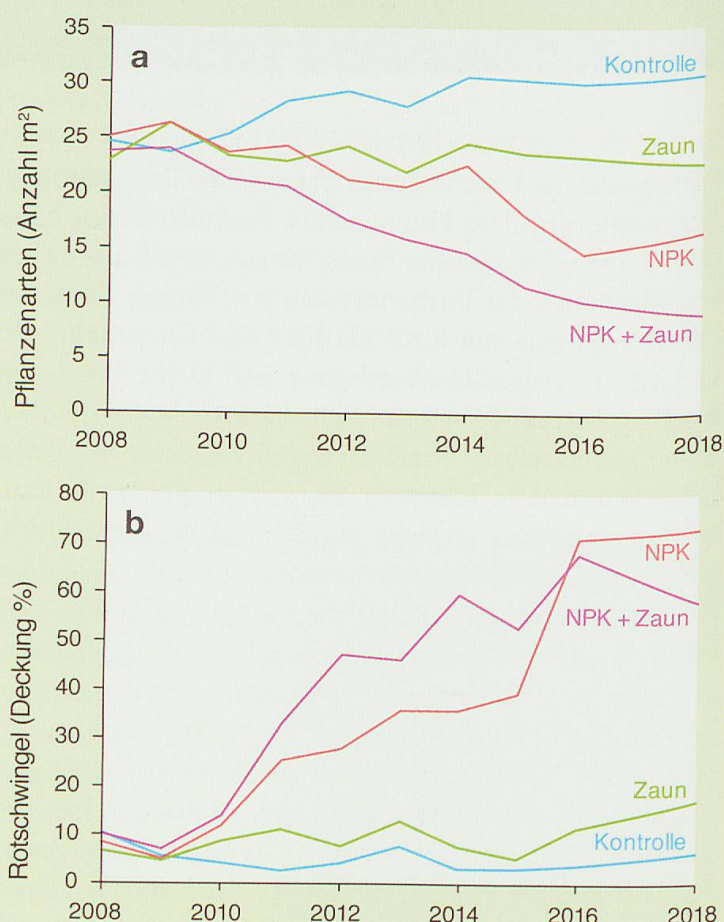 35
a
30
Kontrolle
25
Zaun
20
15
NPK
10
NPK + Zaun
5
0
Pflanzenarten (Anzahl m²)
2008 2010 2012 2014 2016 2018
80
b
70
NPK
60
NPK + Zaun
50
40
30
20
Zaun
10
Kontrolle
0
Rotschwingel (Deckung %)
2008 2010 2012 2014 2016 2018